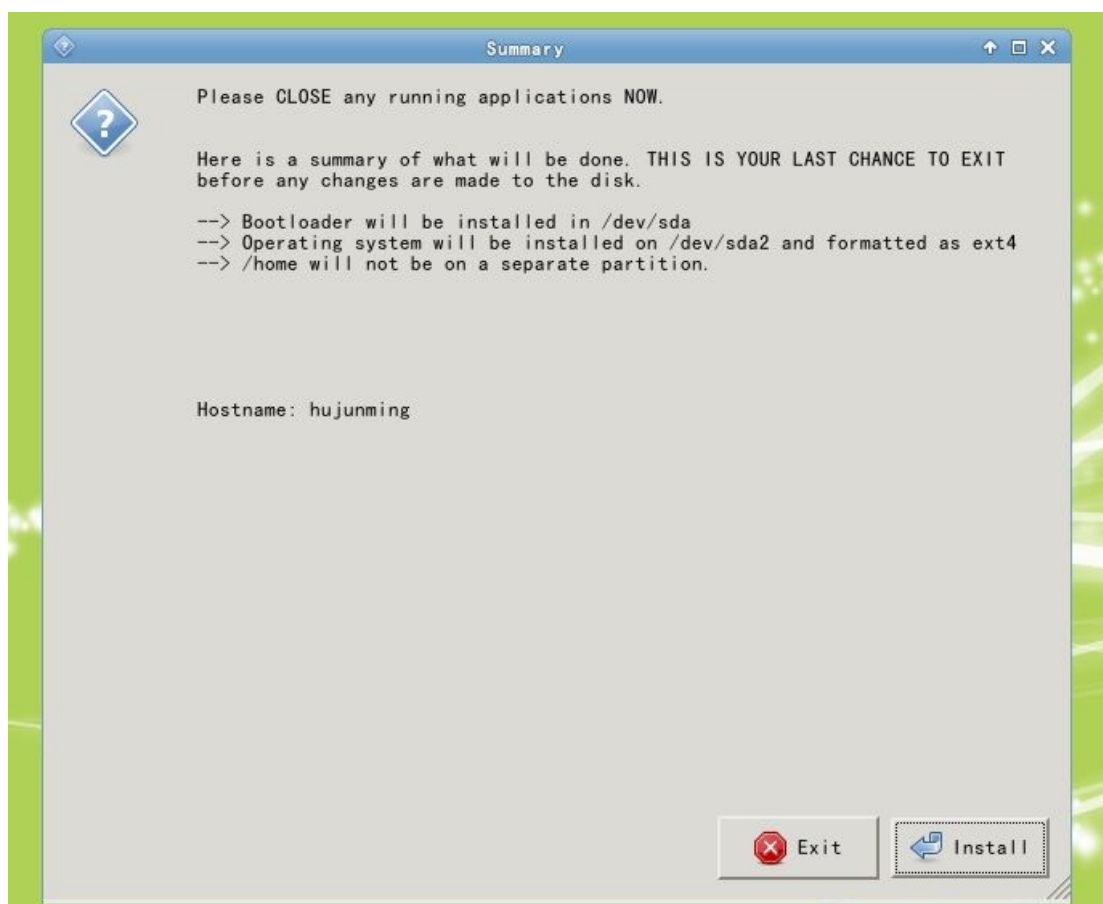 Summary
Please CLOSE any running applications NOW.
Here is a summary of what will be done. THIS IS YOUR LAST CHANCE TO EXIT
before any changes are made to the disk.
--> Bootloader will be installed in /dev/sda
--> Operating system will be installed on /dev/sda2 and formatted as ext4
--> /home will not be on a separate partition.
Hostname: hujunming
Exit
Install